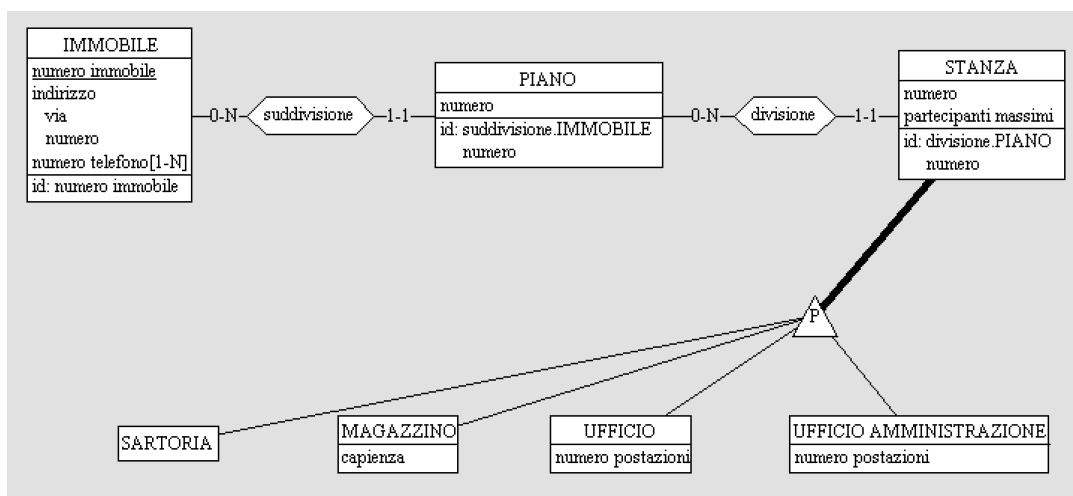 IMMOBILE
numero immobile
indirizzo
via
numero
numero telefono[1-N]
id: numero immobile
0-N
suddivisione
1-1
PIANO
numero
id: suddivisione.IMMOBILE
numero
0-N
divisione
1-1
STANZA
numero
partecipanti massimi
id: divisione.PIANO
numero
P
SARTORIA
MAGAZZINO
capienza
UFFICIO
numero postazioni
UFFICIO AMMINISTRAZIONE
numero postazioni